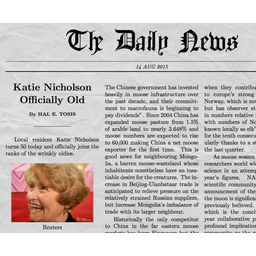 The Daily News
14 AUG 2015
Katie Nicholson
Officially Old
By HAL E. TOSIS
Local resident Katie Nicholson
turns 50 today and officially joins the
ranks of the wrinkly oldies.
Reuters
The Chinese government has invested
heavily in moose infrastructure over
the past decade, and their commit-
ment to macrofauna is beginning to
pay dividends". Since 2004 China has
expanded moose pasture from 1.5%
of arable land to nearly 3.648% and
moose numbers are expected to rise
to 60,000 making China a net moose
exporter for the first time. This is
good news for neighbouring Mongo-
lia, a barren moose-wasteland whose
inhabitants nonetheless have an insa-
tiable desire for the creatures. The in-
crease in Beijing-Ulanbataar trade is
anticipated to relieve pressure on the
relatively strained Russian suppliers,
but increase Mongolia's imbalance of
trade with its larger neighbour.
Historically the only competitor
to China in the far eastern moose
when they contribut
to europe's strong
Norway, which is no
but has observer st
in numbers relative
with numbers of No
known locally as elk"
for the tenth consecu
ularly thanks to a st
the last quarter.
As moose season
researchers world wi
science in an attempt
year's figures. NA
scientific community
announcement of the
the moon is significan
previously believed.
which is the concl
year collaborative pr
profound implication